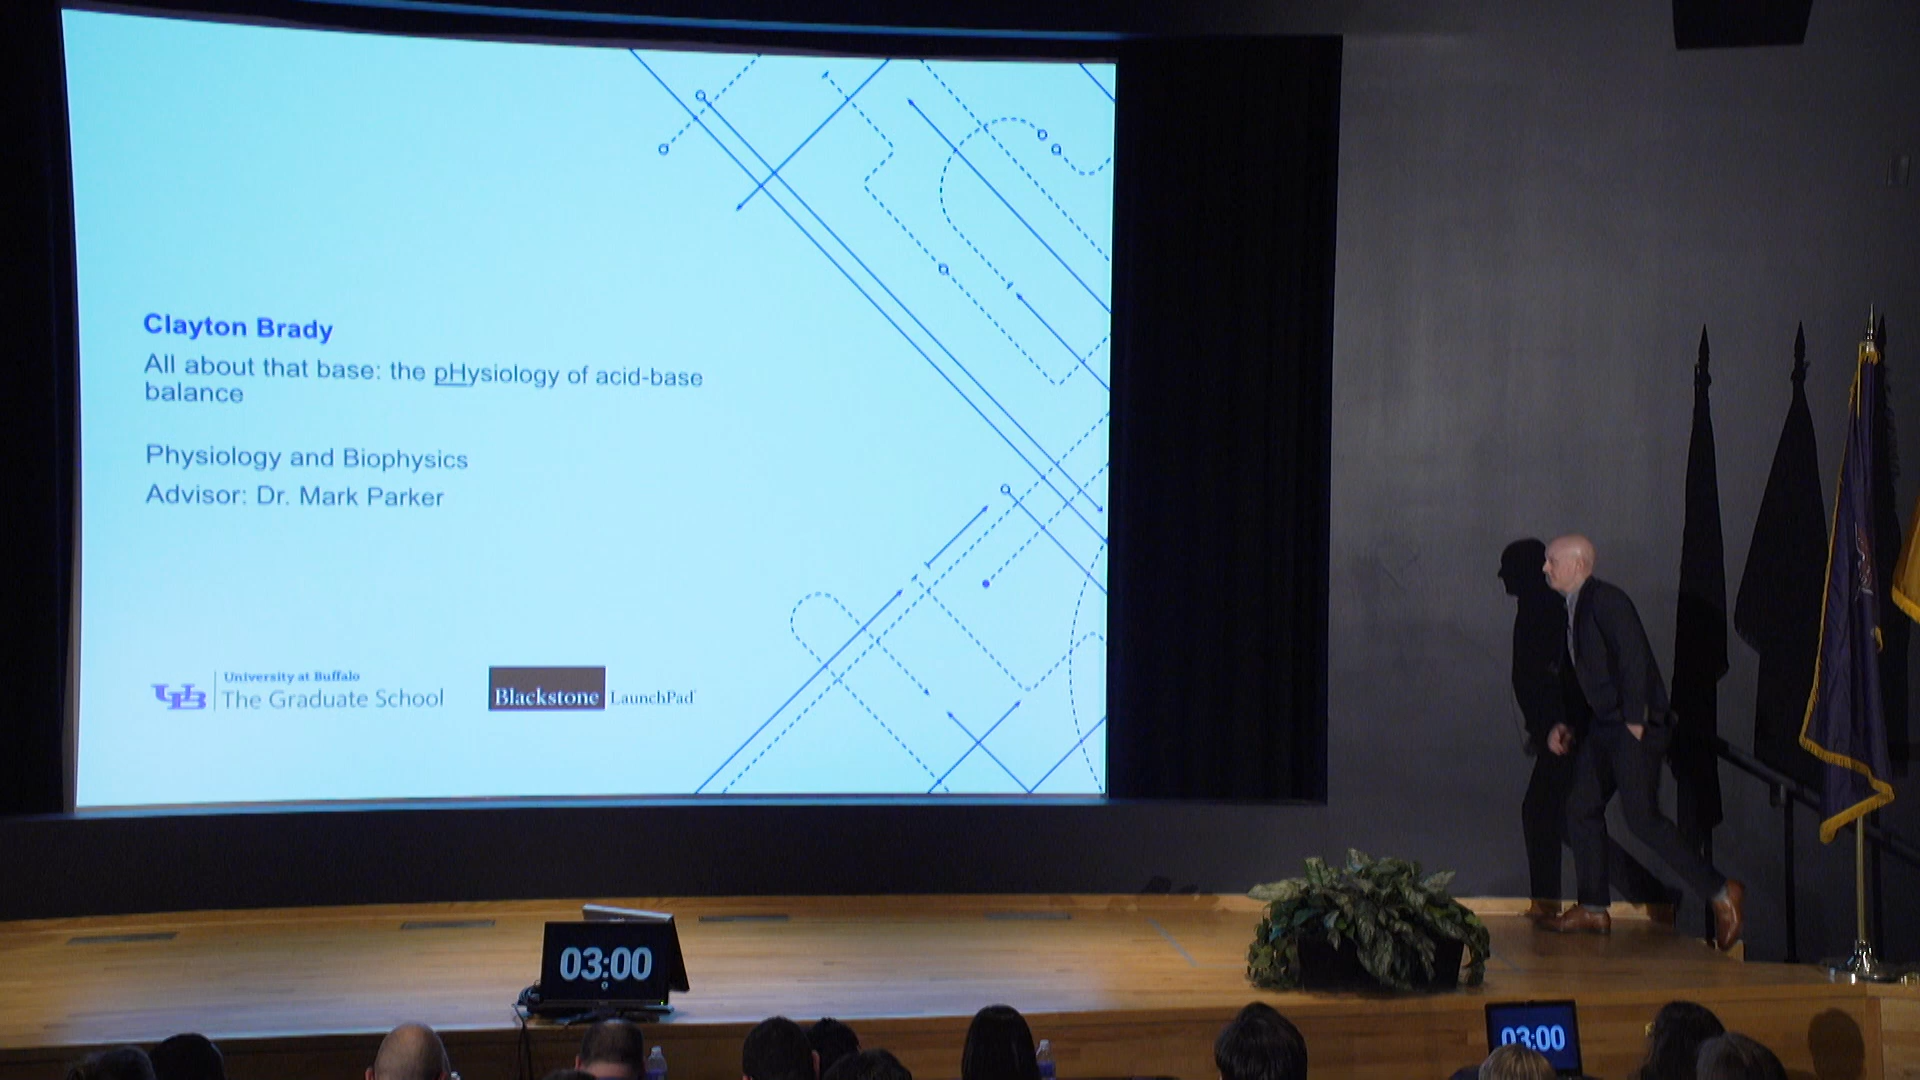 Clayton Brady
All about that base: the pHysiology of acid-base
balance
Physiology and Biophysics
Advisor: Dr. Mark Parker
UB
University at Buffalo
The Graduate School
Blackstone LaunchPad
03:00
03:00